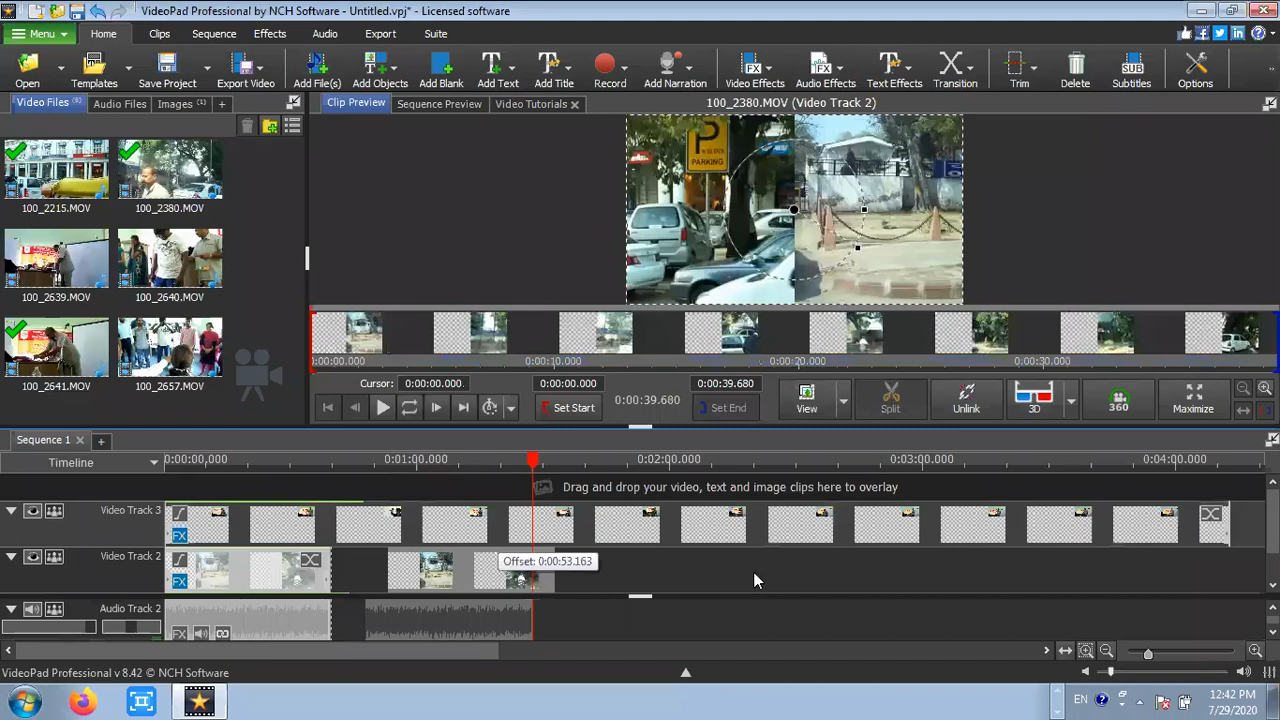 VideoPad Professional by NCH Software - Untitled.vpj* - Licensed software
Menu Home Clips Sequence Effects Audio Export Suite
Open Templates Save Project Export Video Add File(s) Add Objects Add Blank Add Text Add Title Record Add Narration Video Effects Audio Effects Text Effects Transition Trim Delete Subtitles Options
Video Files Audio Files Images (1) + Clip Preview Sequence Preview Video Tutorials 100_2380.MOV (Video Track 2)
P
PARKING
100_2215.MOV 100_2380.MOV
100_2639.MOV 100_2640.MOV
100_2641.MOV 100_2657.MOV
0:00:00.000 0:00:10.000 0:00:20.000 0:00:30.000
Cursor: 0:00:00.000 0:00:00.000 0:00:39.680
Set Start 0:00:39.680 Set End View Split Unlink 3D 360 Maximize
Sequence 1 +
Timeline 0:00:00,000 0:01:00.000 0:02:00.000 0:03:00.000 0:04:00.000
Drag and drop your video, text and image clips here to overlay
Video Track 3
FX
Video Track 2
Offset: 0:00:53.163
FX
Audio Track 2
FX
VideoPad Professional v 8.42 © NCH Software
EN 12:42 PM
7/29/2020